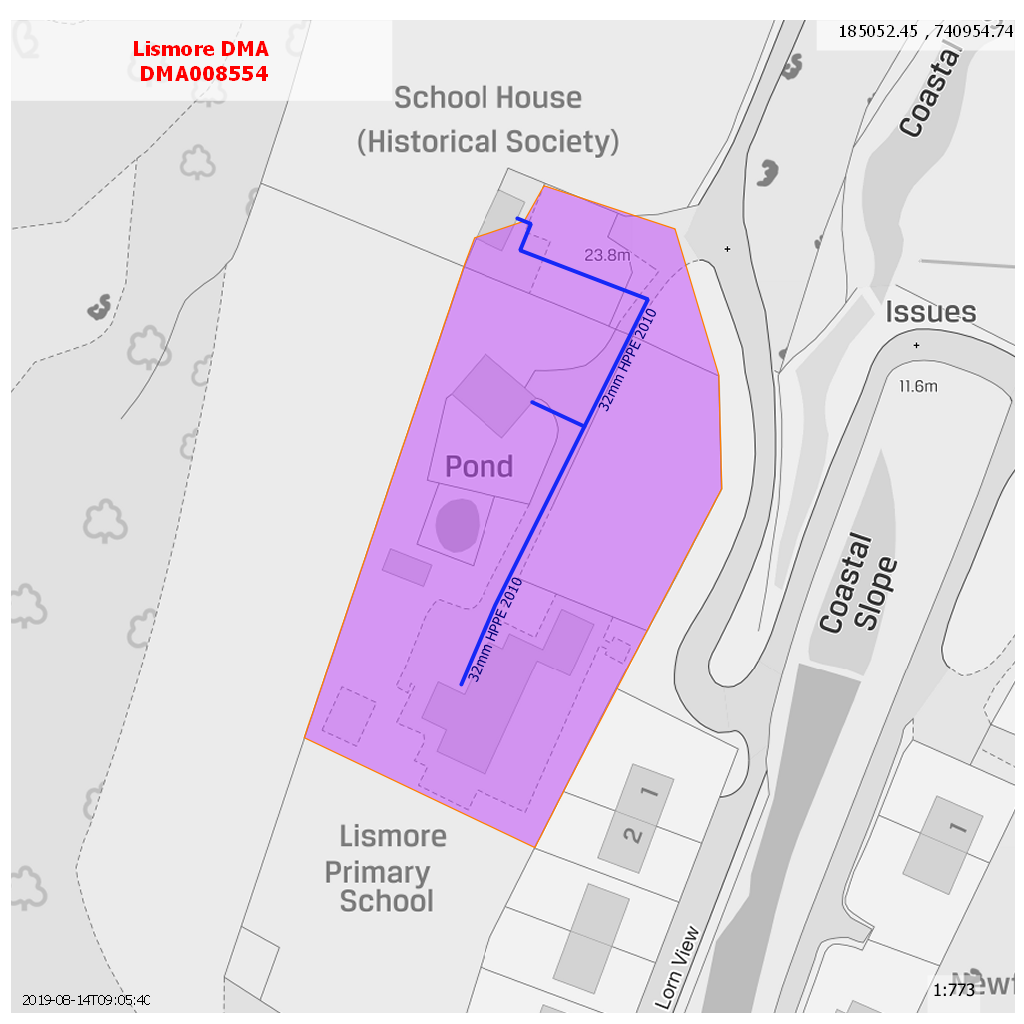 Lismore DMA
DMA008554
185052.45 , 740954.74
Coastal
School House
(Historical Society)
23.8m
Issues
32mm HPPE 2010
11.6m
Pond
Coastal
Slope
32mm HPPE 2010
1
2
1
Lismore
Primary
School
Lorn View
2019-08-14T09:05:40
1:773